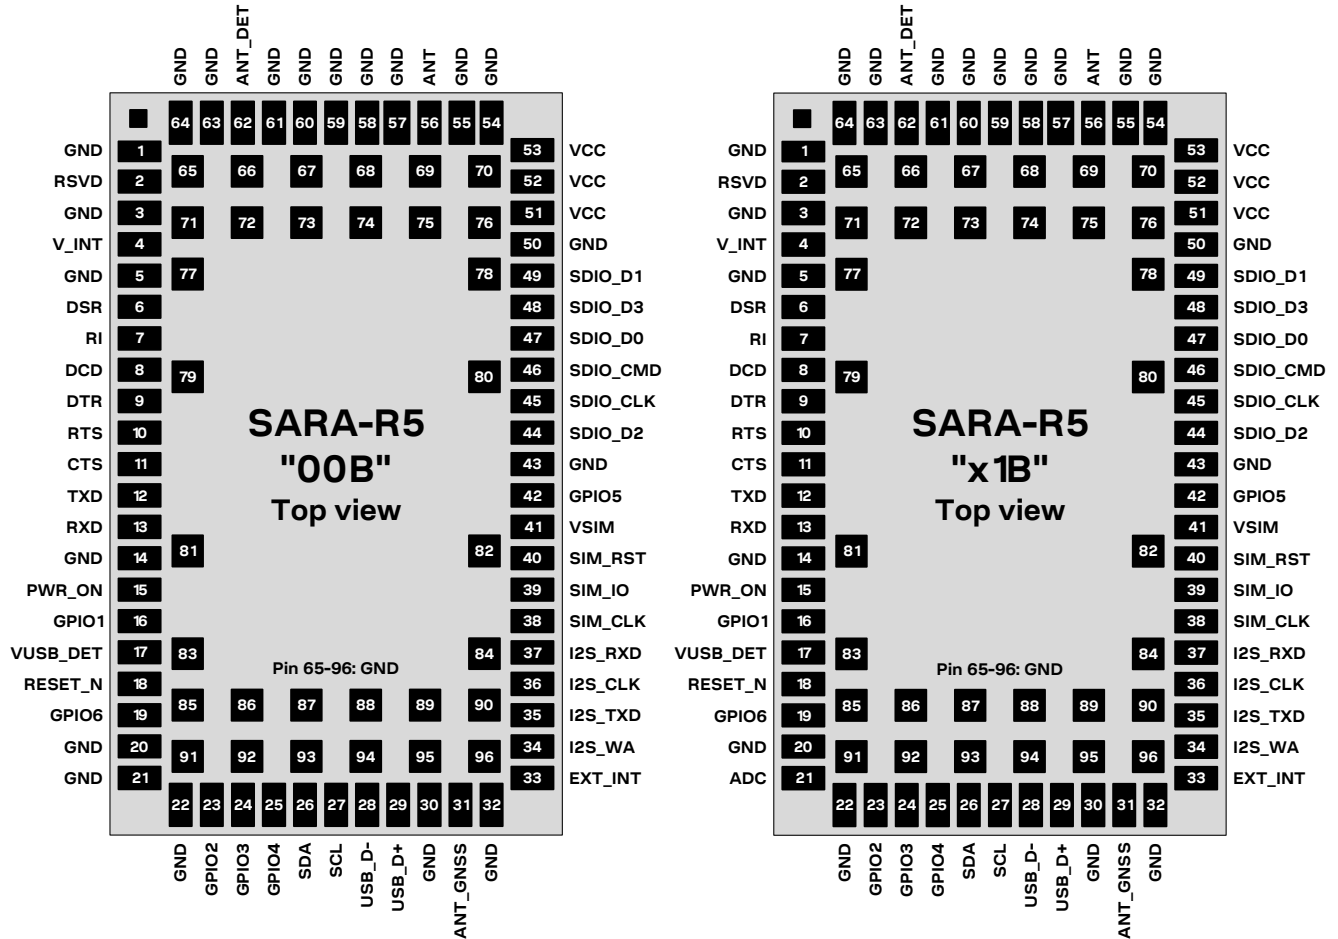 GND GND ANT_DET GND GND GND GND GND ANT GND GND
64 63 62 61 60 59 58 57 56 55 54
GND 1 53 VCC
65 66 67 68 69 70
RSVD 2 52 VCC
GND 3 51 VCC
71 72 73 74 75 76
V_INT 4 50 GND
GND 5 77 78 49 SDIO_D1
DSR 6 48 SDIO_D3
RI 7 47 SDIO_D0
DCD 8 79 80 46 SDIO_CMD
DTR 9 45 SDIO_CLK
SARA-R5
RTS 10 44 SDIO_D2
CTS 11 "00B" 43 GND
TXD 12 42 GPIO5
Top view
RXD 13 41 VSIM
GND 14 81 82 40 SIM_RST
PWR_ON 15 39 SIM_IO
GPIO1 16 38 SIM_CLK
VUSB_DET 17 83 84 37 I2S_RXD
Pin 65-96: GND
RESET_N 18 36 I2S_CLK
85 86 87 88 89 90
GPIO6 19 35 I2S_TXD
GND 20 34 I2S_WA
91 92 93 94 95 96
GND 21 33 EXT_INT
22 23 24 25 26 27 28 29 30 31 32
GND GPIO2 GPIO3 GPIO4 SDA SCL USB_D- USB_D+ GND ANT_GNSS GND
GND GND ANT_DET GND GND GND GND GND ANT GND GND
64 63 62 61 60 59 58 57 56 55 54
GND 1 53 VCC
65 66 67 68 69 70
RSVD 2 52 VCC
GND 3 51 VCC
71 72 73 74 75 76
V_INT 4 50 GND
GND 5 77 78 49 SDIO_D1
DSR 6 48 SDIO_D3
RI 7 47 SDIO_D0
DCD 8 79 80 46 SDIO_CMD
DTR 9 45 SDIO_CLK
SARA-R5
RTS 10 44 SDIO_D2
CTS 11 "x1B" 43 GND
TXD 12 42 GPIO5
Top view
RXD 13 41 VSIM
GND 14 81 82 40 SIM_RST
PWR_ON 15 39 SIM_IO
GPIO1 16 38 SIM_CLK
VUSB_DET 17 83 84 37 I2S_RXD
Pin 65-96: GND
RESET_N 18 36 I2S_CLK
85 86 87 88 89 90
GPIO6 19 35 I2S_TXD
GND 20 34 I2S_WA
91 92 93 94 95 96
ADC 21 33 EXT_INT
22 23 24 25 26 27 28 29 30 31 32
GND GPIO2 GPIO3 GPIO4 SDA SCL USB_D- USB_D+ GND ANT_GNSS GND